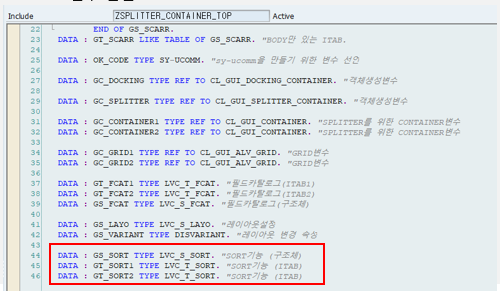 Include ZSPLITTER_CONTAINER_TOP Active
22 END OF GS_SCARR.
23 DATA : GT_SCARR LIKE TABLE OF GS_SCARR. "BODY만 있는 ITAB.
24
25 DATA : OK_CODE TYPE SY-UCOMM. "sy-ucomm을 만들기 위한 변수 선언
26
27 DATA : GC_DOCKING TYPE REF TO CL_GUI_DOCKING_CONTAINER. "객체생성변수
28
29 DATA : GC_SPLITTER TYPE REF TO CL_GUI_SPLITTER_CONTAINER. "객체생성변수
30
31 DATA : GC_CONTAINER1 TYPE REF TO CL_GUI_CONTAINER. "SPLITTER를 위한 CONTAINER변수
32 DATA : GC_CONTAINER2 TYPE REF TO CL_GUI_CONTAINER. "SPLITTER를 위한 CONTAINER변수
33
34 DATA : GC_GRID1 TYPE REF TO CL_GUI_ALV_GRID. "GRID변수
35 DATA : GC_GRID2 TYPE REF TO CL_GUI_ALV_GRID. "GRID변수
36
37 DATA : GT_FCAT1 TYPE LVC_T_FCAT. "필드카탈로그(ITAB1)
38 DATA : GT_FCAT2 TYPE LVC_T_FCAT. "필드카탈로그(ITAB2)
39 DATA : GS_FCAT TYPE LVC_S_FCAT. "필드카탈로그(구조체)
40
41 DATA : GS_LAYO TYPE LVC_S_LAYO. "레이아웃설정
42 DATA : GS_VARIANT TYPE DISVARIANT. "레이아웃 변경 속성
43
44 DATA : GS_SORT TYPE LVC_S_SORT. "SORT기능 (구조체)
45 DATA : GT_SORT1 TYPE LVC_T_SORT. "SORT기능 (ITAB)
46 DATA : GT_SORT2 TYPE LVC_T_SORT. "SORT기능 (ITAB)